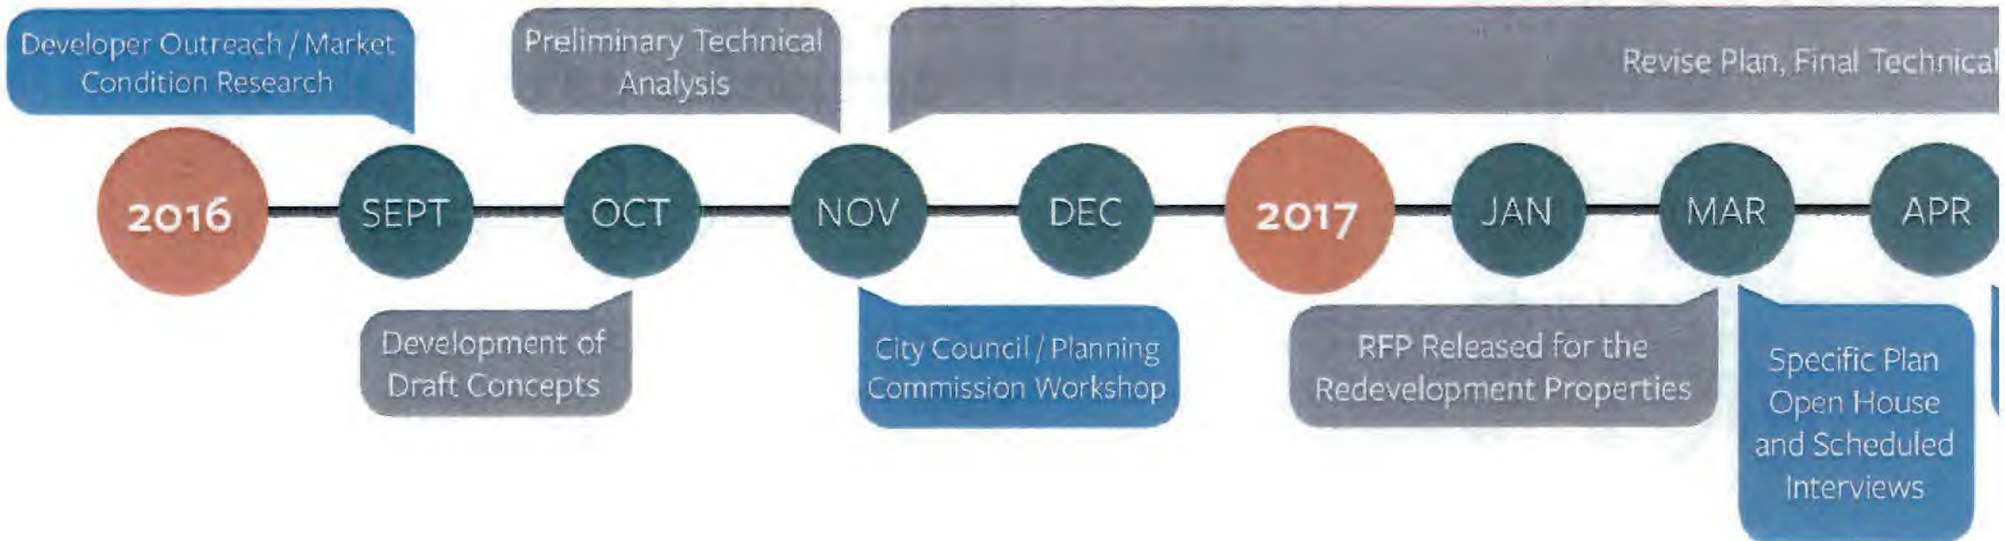 Developer Outreach / Market
Condition Research
Preliminary Technical
Analysis
Revise Plan, Final Technical
2016
SEPT
OCT
NOV
DEC
2017
JAN
MAR
APR
Development of
Draft Concepts
City Council / Planning
Commission Workshop
RFP Released for the
Redevelopment Properties
Specific Plan
Open House
and Scheduled
Interviews